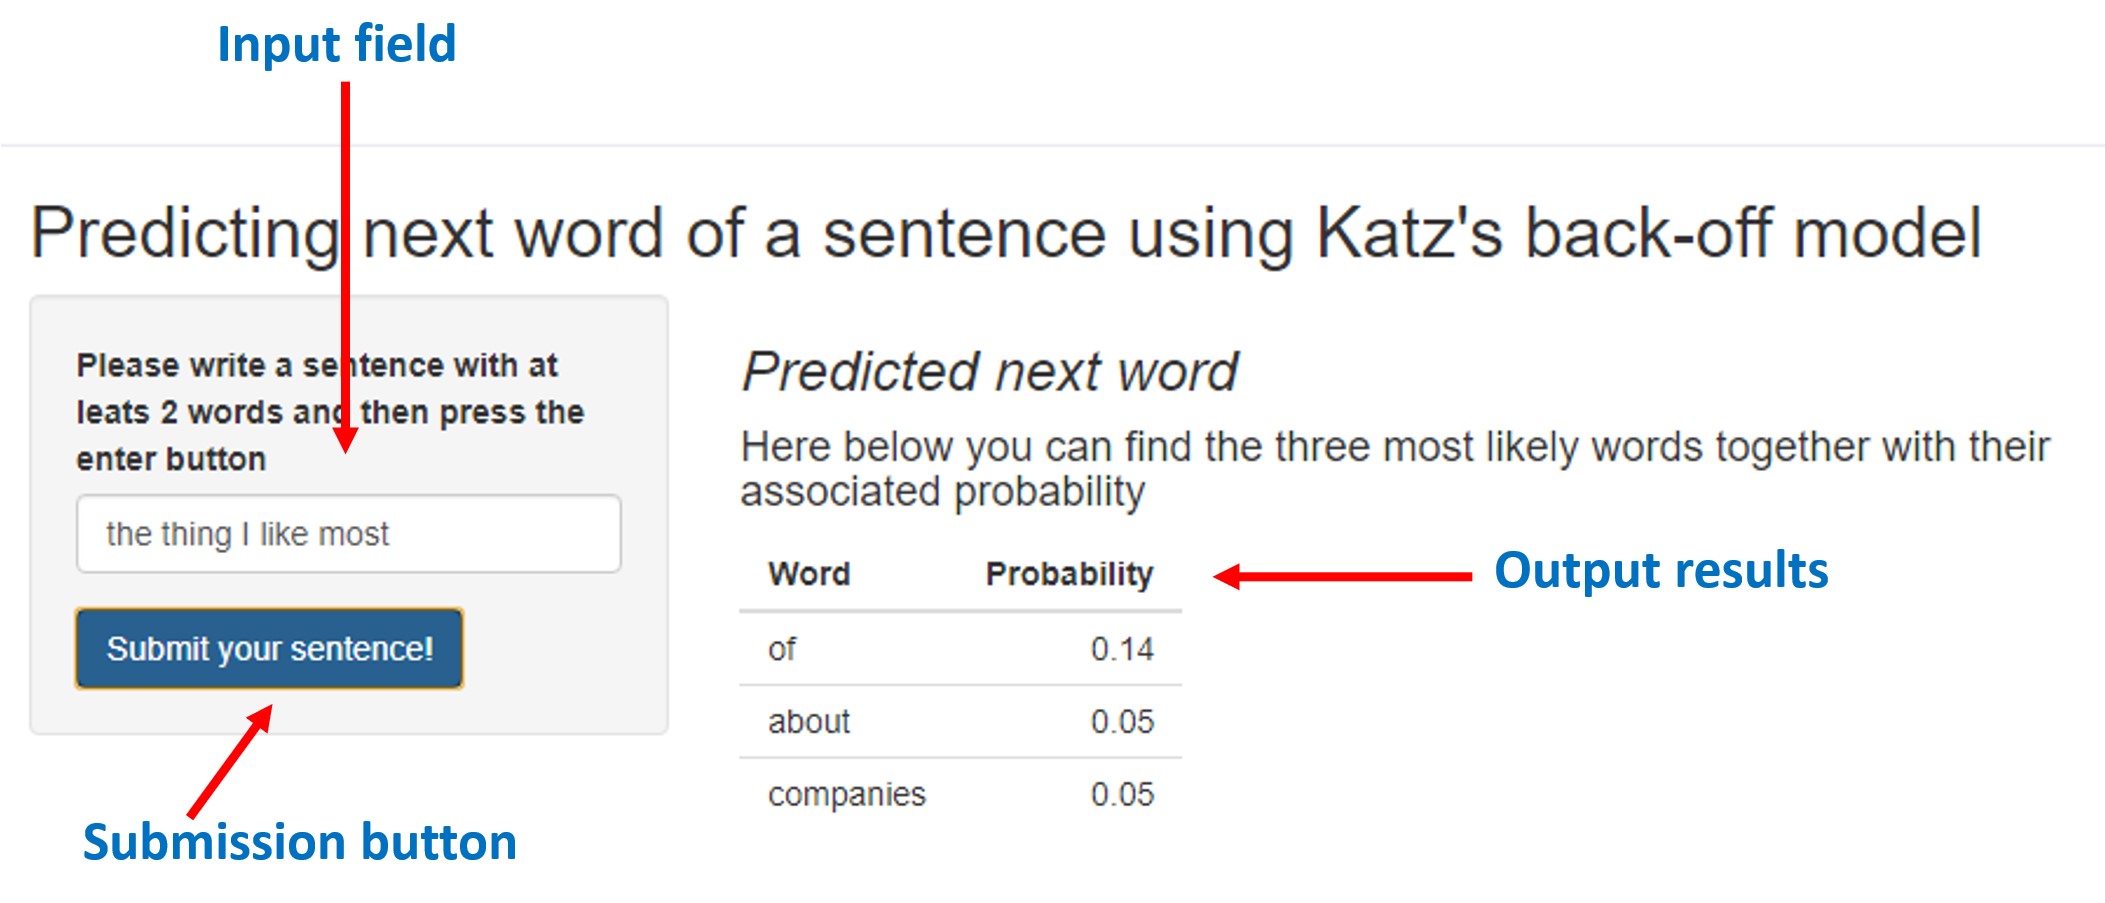 Input field
Predicting next word of a sentence using Katz's back-off model
Please write a sentence with at
leats 2 words and then press the
enter button
the thing I like most
Submit your sentence!
Submission button
Predicted next word
Here below you can find the three most likely words together with their
associated probability
Word Probability
of 0.14
about 0.05
companies 0.05
Output results